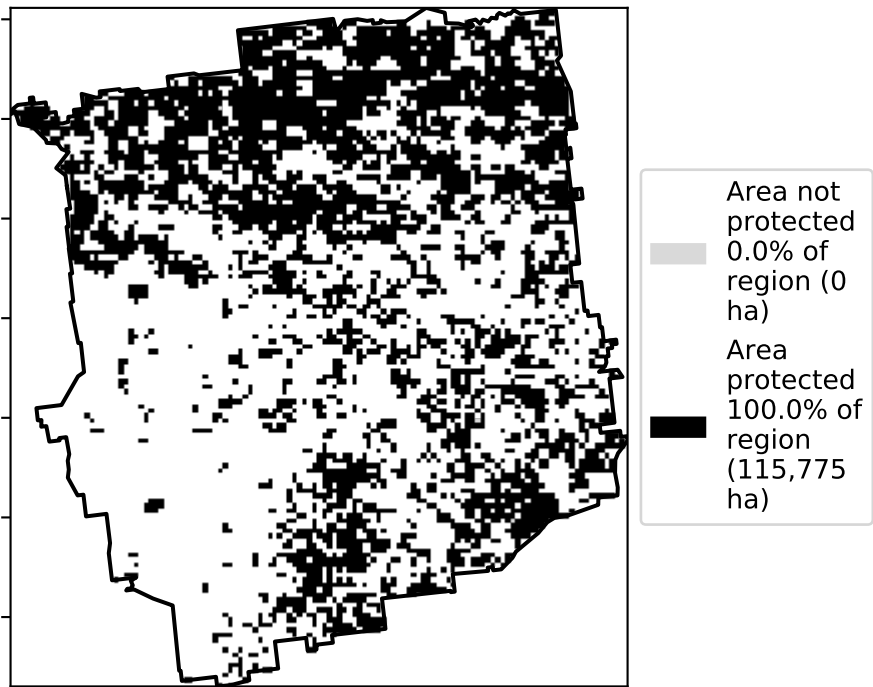 Area not
protected
0.0% of
region (0
ha)
Area
protected
100.0% of
region
(115,775
ha)